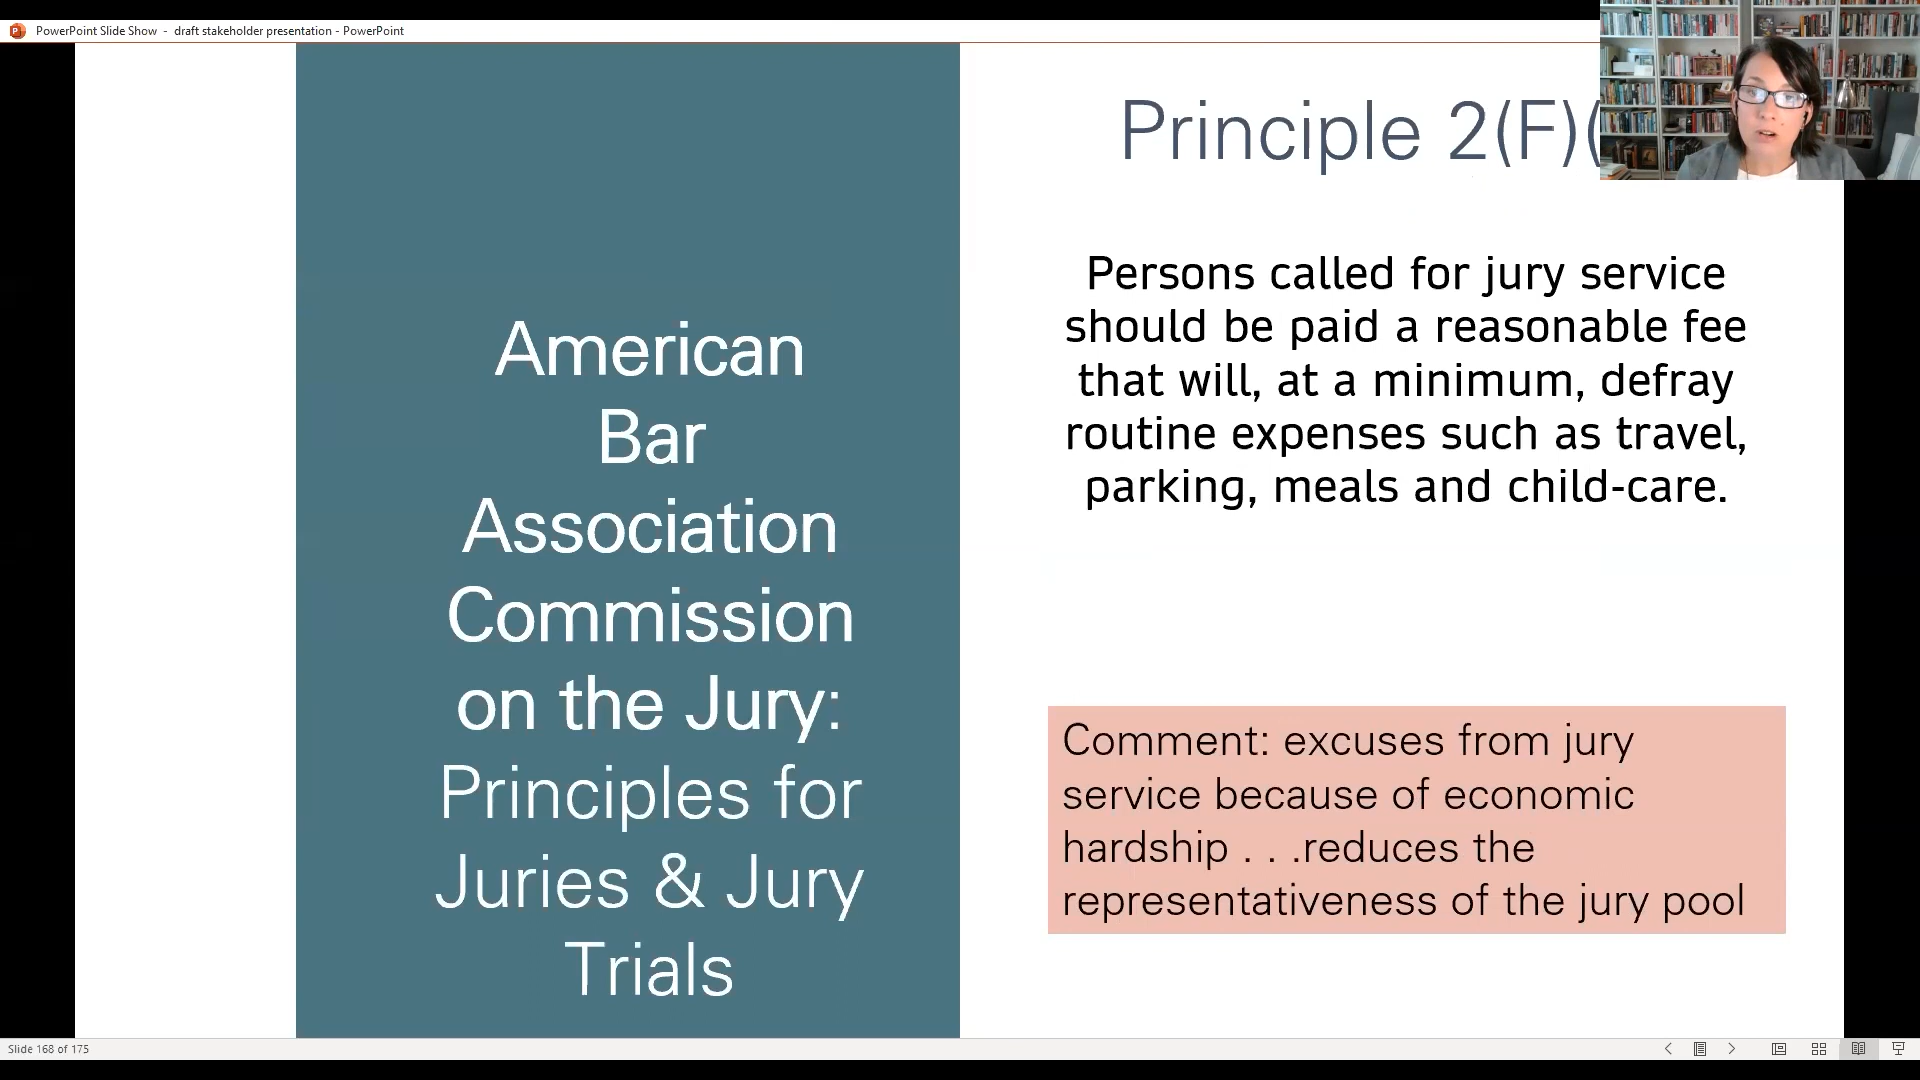 PowerPoint Slide Show - draft stakeholder presentation - PowerPoint
American
Bar
Association
Commission
on the Jury:
Principles for
Juries & Jury
Trials
Principle 2(F)(
Persons called for jury service
should be paid a reasonable fee
that will, at a minimum, defray
routine expenses such as travel,
parking, meals and child-care.
Comment: excuses from jury
service because of economic
hardship . . .reduces the
representativeness of the jury pool
Slide 168 of 175